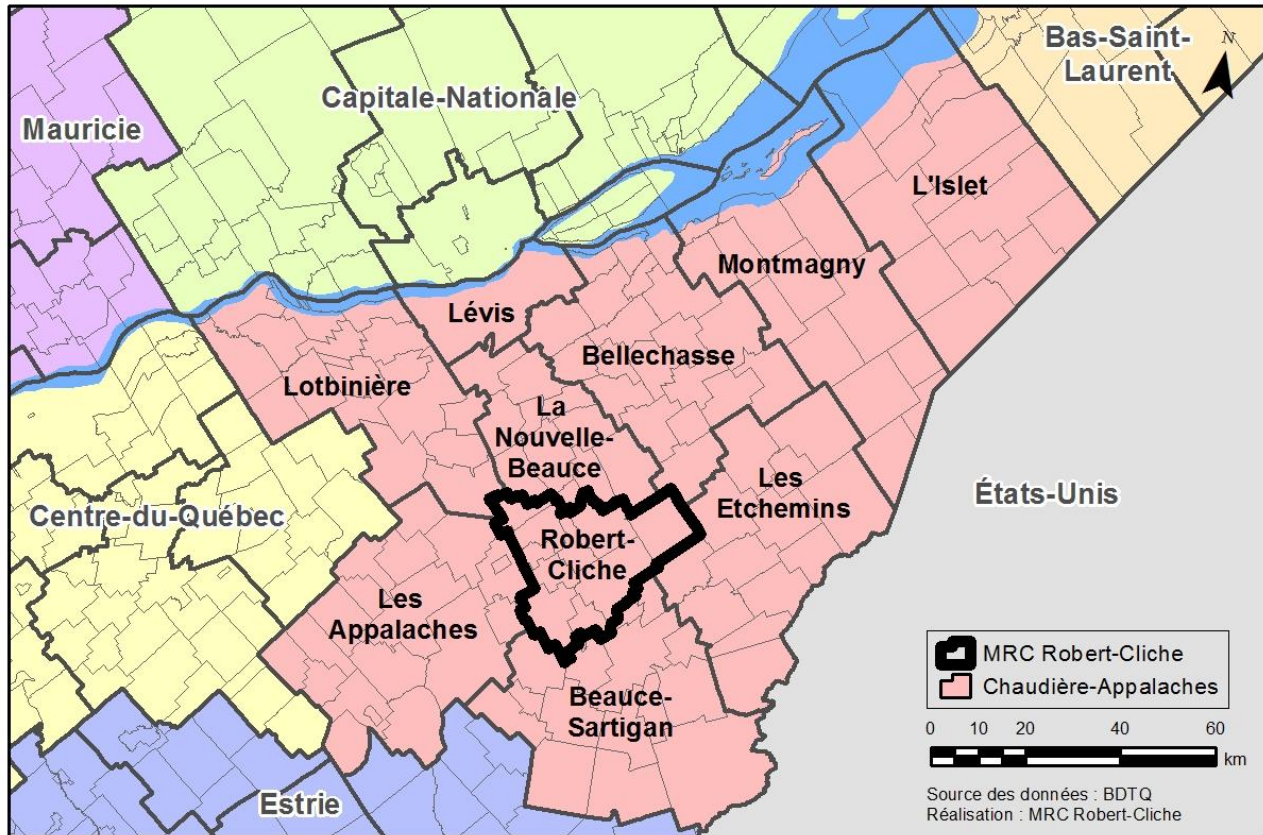 Bas-Saint-
Laurent
N
Capitale-Nationale
Mauricie
L'Islet
Montmagny
Lévis
Bellechasse
Lotbinière
La
Nouvelle-
Beauce
Les
Etchemins
États-Unis
Centre-du-Québec
Robert-
Cliche
Les
Appalaches
Beauce-
Sartigan
Estrie
MRC Robert-Cliche
Chaudière-Appalaches
0 10 20 40 60
km
Source des données : BDTQ
Réalisation : MRC Robert-Cliche